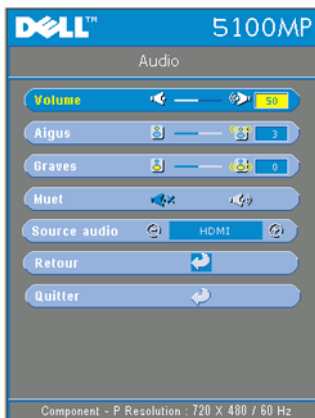 DELL™ 5100MP
Audio
Volume 50
Aigus 3
Graves 0
Muet
Source audio HDMI
Retour
Quitter
Component - P Resolution : 720 X 480 / 60 Hz